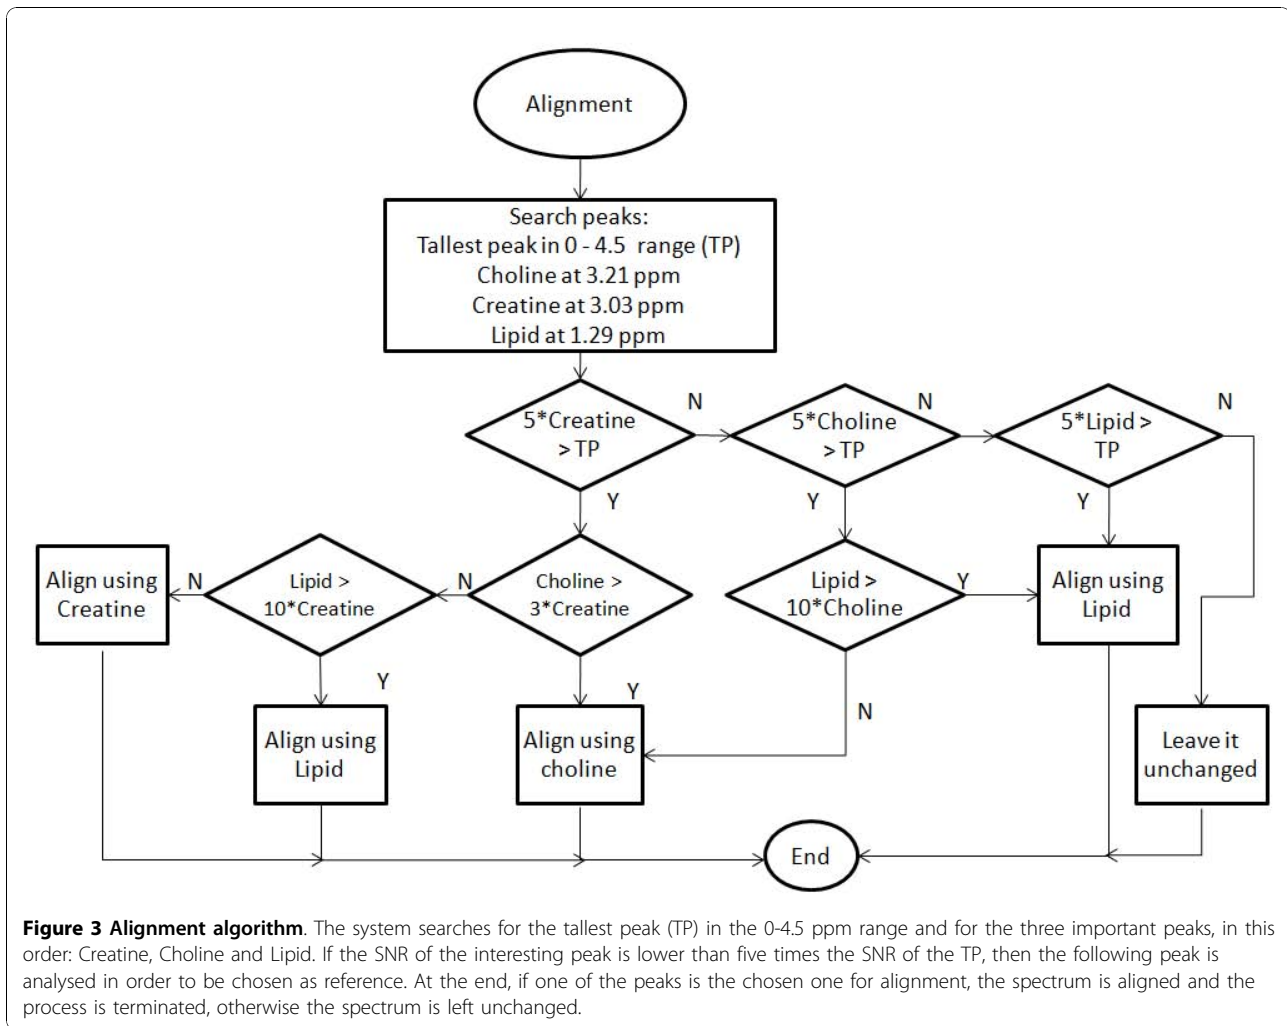 Alignment
Search peaks:
Tallest peak in 0 - 4.5 range (TP)
Choline at 3.21 ppm
Creatine at 3.03 ppm
Lipid at 1.29 ppm
5*Creatine
> TP
N
5*Choline
> TP
N
5*Lipid >
TP
N
Y
Y
Y
Align using
Creatine
N
Lipid >
10*Creatine
N
Choline >
3*Creatine
Lipid >
10*Choline
Y
Align using
Lipid
Y
Y
N
Align using
Lipid
Align using
choline
Leave it
unchanged
End
Figure 3 Alignment algorithm. The system searches for the tallest peak (TP) in the 0-4.5 ppm range and for the three important peaks, in this
order: Creatine, Choline and Lipid. If the SNR of the interesting peak is lower than five times the SNR of the TP, then the following peak is
analysed in order to be chosen as reference. At the end, if one of the peaks is the chosen one for alignment, the spectrum is aligned and the
process is terminated, otherwise the spectrum is left unchanged.